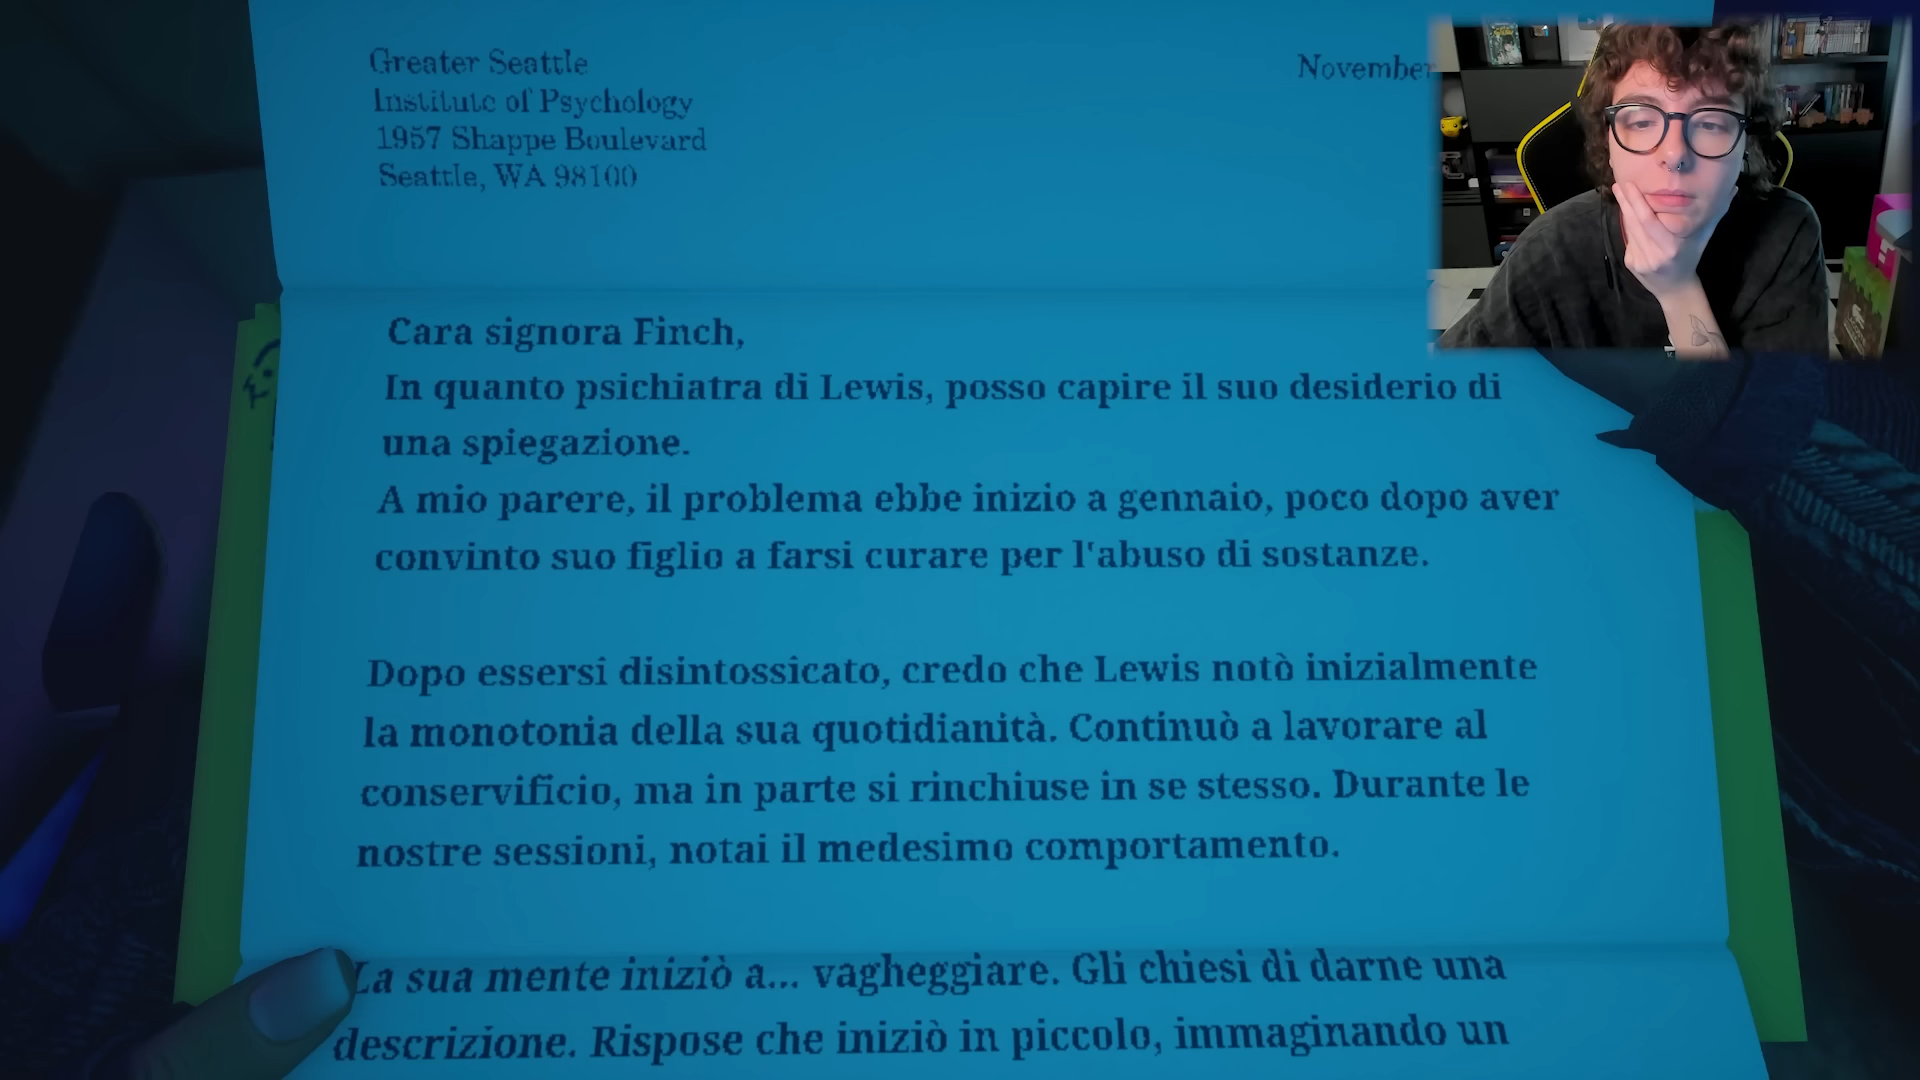 Greater Seattle
Institute of Psychology
1957 Shappe Boulevard
Seattle, WA 98100
November
Cara signora Finch,
In quanto psichiatra di Lewis, posso capire il suo desiderio di
una spiegazione.
A mio parere, il problema ebbe inizio a gennaio, poco dopo aver
convinto suo figlio a farsi curare per l'abuso di sostanze.
Dopo essersi disintossicato, credo che Lewis notò inizialmente
la monotonia della sua quotidianità. Continuò a lavorare al
conservificio, ma in parte si rinchiuse in se stesso. Durante le
nostre sessioni, notai il medesimo comportamento.
La sua mente iniziò a... vagheggiare. Gli chiesi di darne una
descrizione. Rispose che iniziò in piccolo, immaginando un